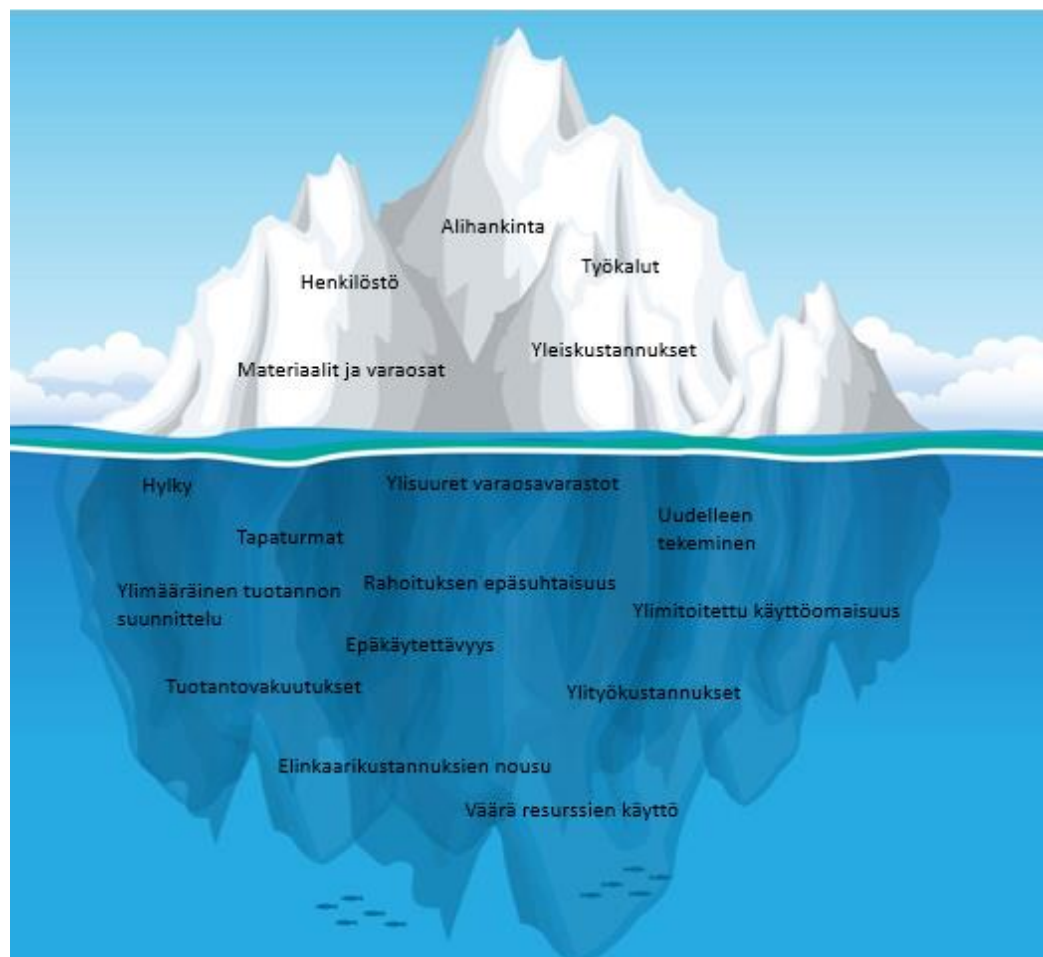 Alihankinta
Työkalut
Henkilöstö
Yleiskustannukset
Materiaalit ja varaosat
Hylky
Ylisuuret varaosavarastot
Uudelleen
tekeminen
Tapaturmat
Rahoituksen epäsuhtaisuus
Ylimääräinen tuotannon
suunnittelu
Ylimitoitettu käyttöomaisuus
Epäkäytettävyys
Tuotantovakuutukset
Ylityökustannukset
Elinkaarikustannuksien nousu
Väärä resurssien käyttö